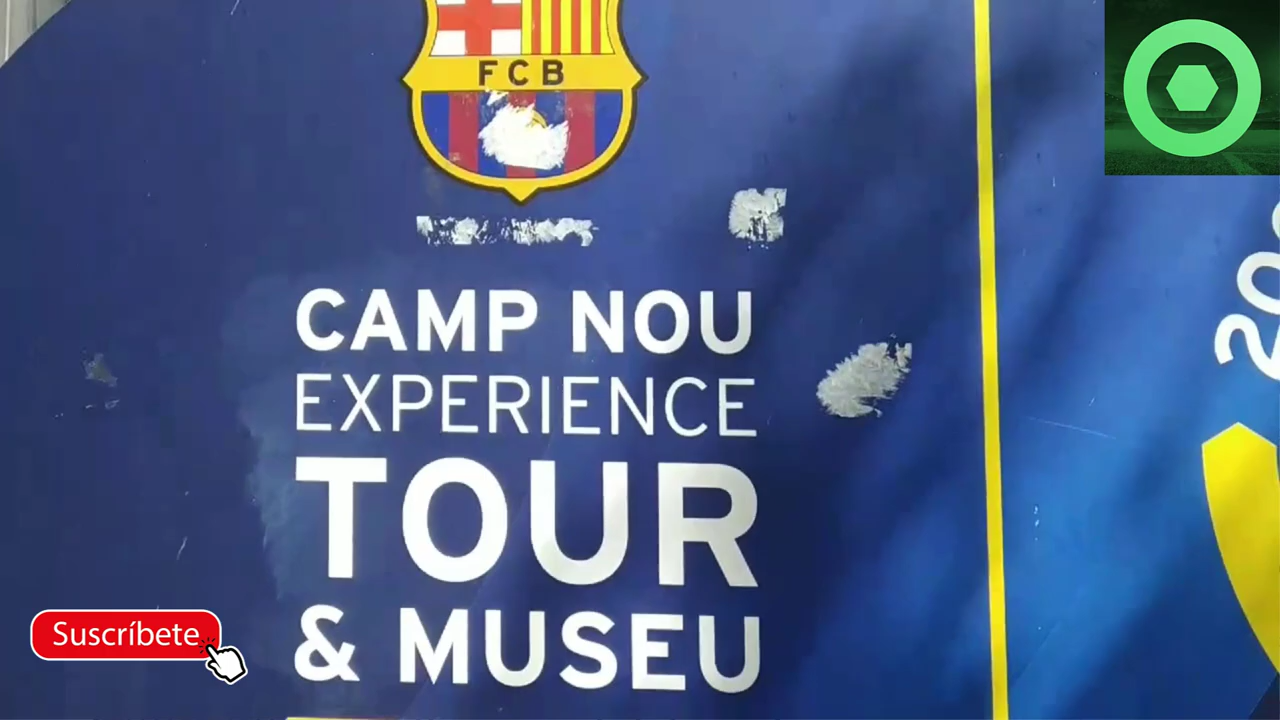 FCB
CAMP NOU
EXPERIENCE
TOUR
& MUSEU
Suscríbete